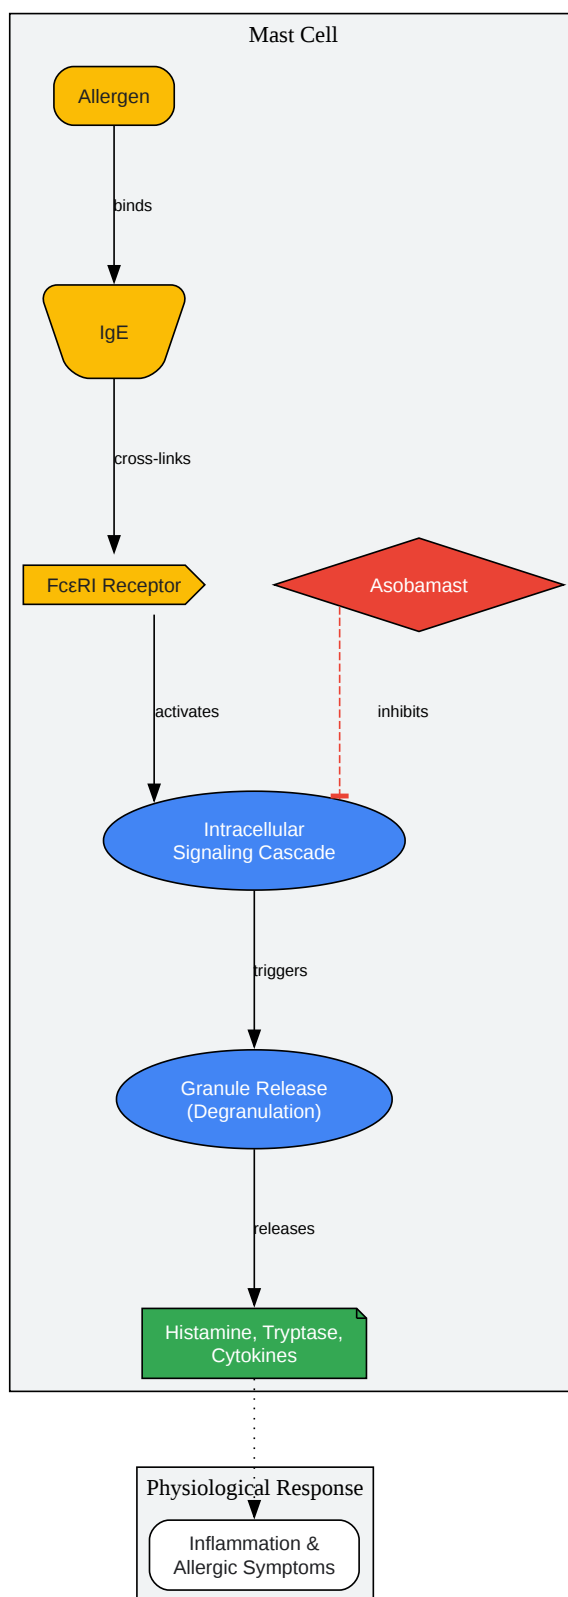 Mast Cell
Allergen
binds
IgE
cross-links
FcεRI Receptor
Asobamast
activates
inhibits
Intracellular
Signaling Cascade
triggers
Granule Release
(Degranulation)
releases
Histamine, Tryptase,
Cytokines
Physiological Response
Inflammation &
Allergic Symptoms